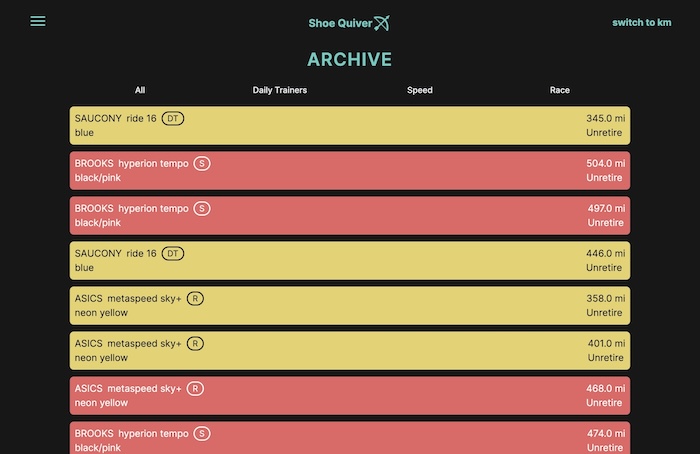 Shoe Quiver
switch to km
ARCHIVE
All Daily Trainers Speed Race
SAUCONY ride 16 DT 345.0 mi
blue Unretire
BROOKS hyperion tempo S 504.0 mi
black/pink Unretire
BROOKS hyperion tempo S 497.0 mi
black/pink Unretire
SAUCONY ride 16 DT 446.0 mi
blue Unretire
ASICS metaspeed sky+ R 358.0 mi
neon yellow Unretire
ASICS metaspeed sky+ R 401.0 mi
neon yellow Unretire
ASICS metaspeed sky+ R 468.0 mi
neon yellow Unretire
BROOKS hyperion tempo S 474.0 mi
black/pink Unretire